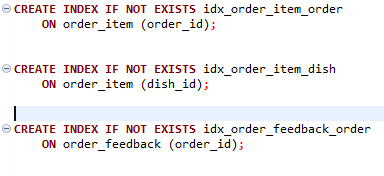 CREATE INDEX IF NOT EXISTS idx_order_item_order
ON order_item (order_id);
CREATE INDEX IF NOT EXISTS idx_order_item_dish
ON order_item (dish_id);
CREATE INDEX IF NOT EXISTS idx_order_feedback_order
ON order_feedback (order_id);